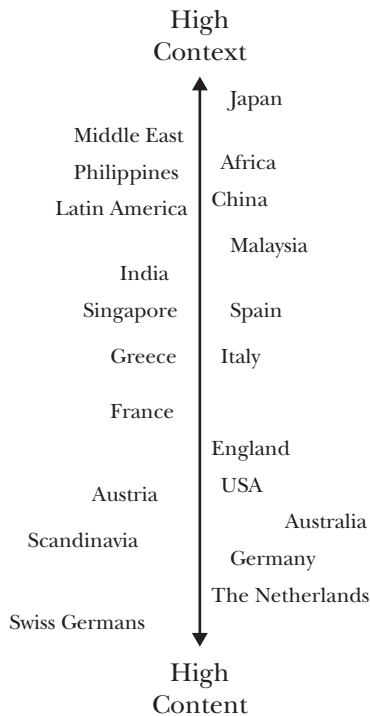 High
Context
Japan
Middle East
Africa
Philippines
China
Latin America
Malaysia
India
Singapore
Spain
Greece
Italy
France
England
USA
Austria
Australia
Scandinavia
Germany
The Netherlands
Swiss Germans
High
Content